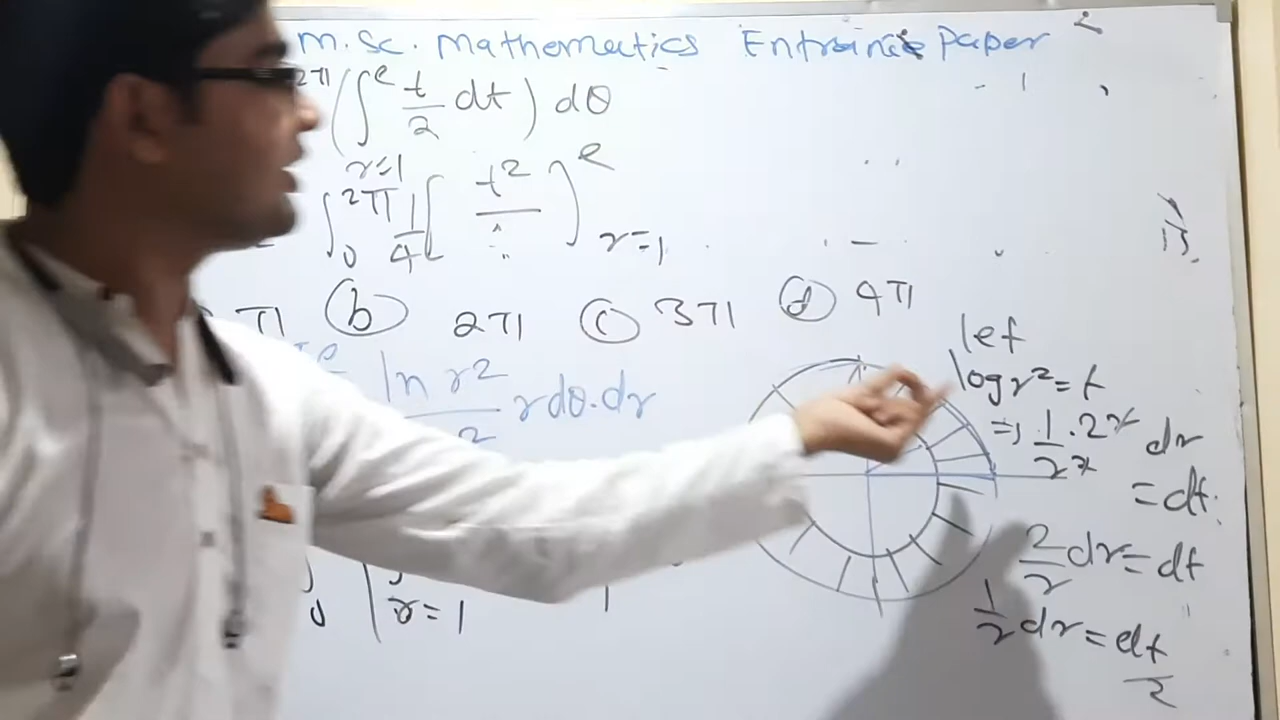 M.Sc. Mathematics Entrance Paper
2π (∫ e t/2 dt) dθ
r=1
∫ 2π 0 1/4 [ t² ] e r=1
π (b) 2π (c) 3π (d) 4π
let
ln r² r dθ.dr
2
log r² = t
⇒ 1/r² . 2r dr
= dt.
2/r dr = dt
1/r dr = dt/2
0 r=1